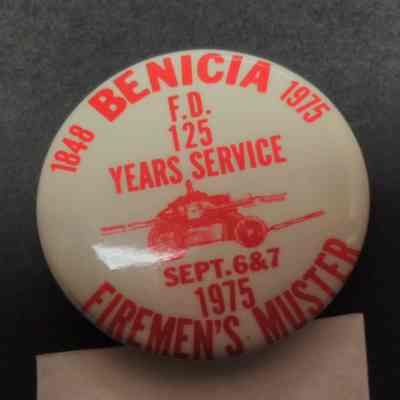 1848 BENICIA 1975
F.D.
125
YEARS SERVICE
SEPT. 6&7
1975
FIREMEN'S MUSTER